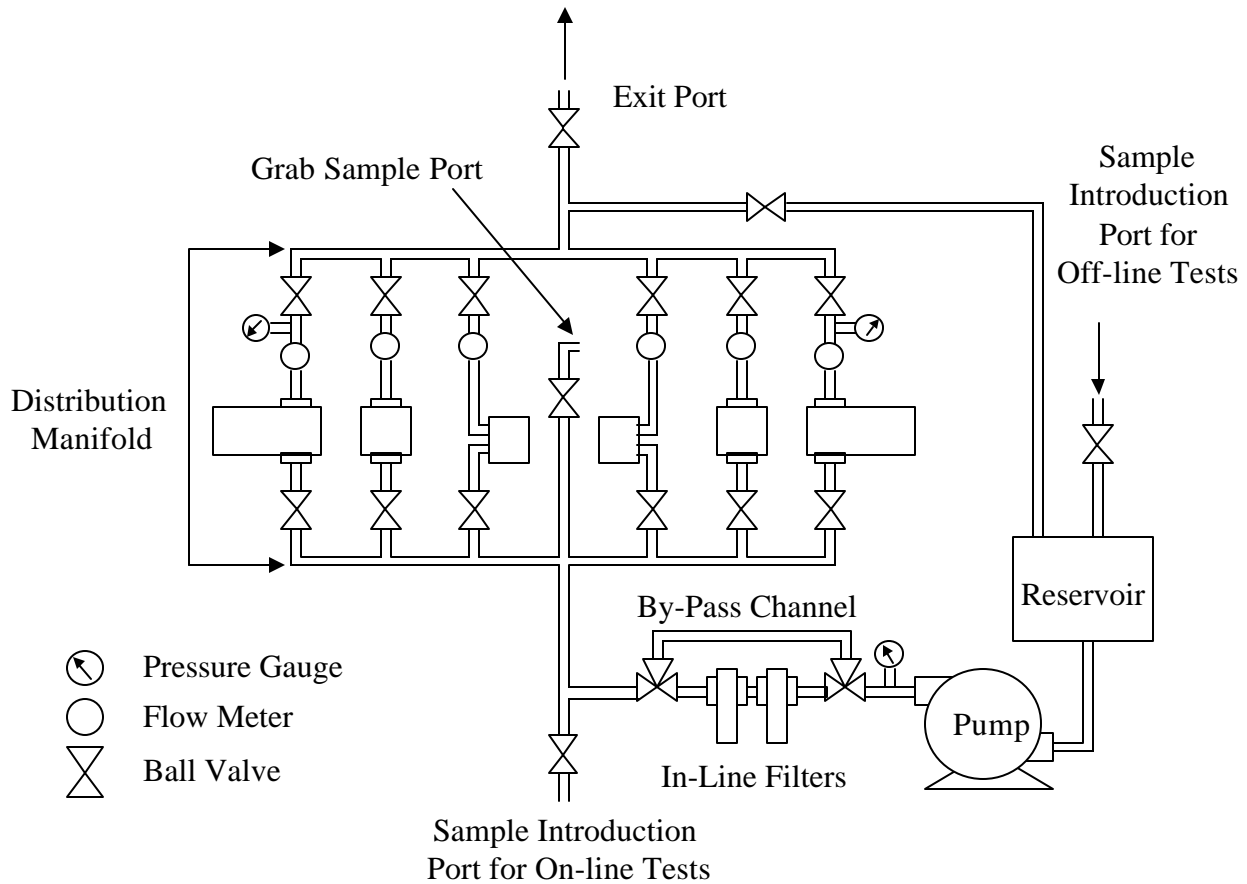 Exit Port
Grab Sample Port
Sample
Introduction
Port for
Off-line Tests
Distribution
Manifold
Reservoir
By-Pass Channel
Pressure Gauge
Flow Meter
Ball Valve
Pump
In-Line Filters
Sample Introduction
Port for On-line Tests